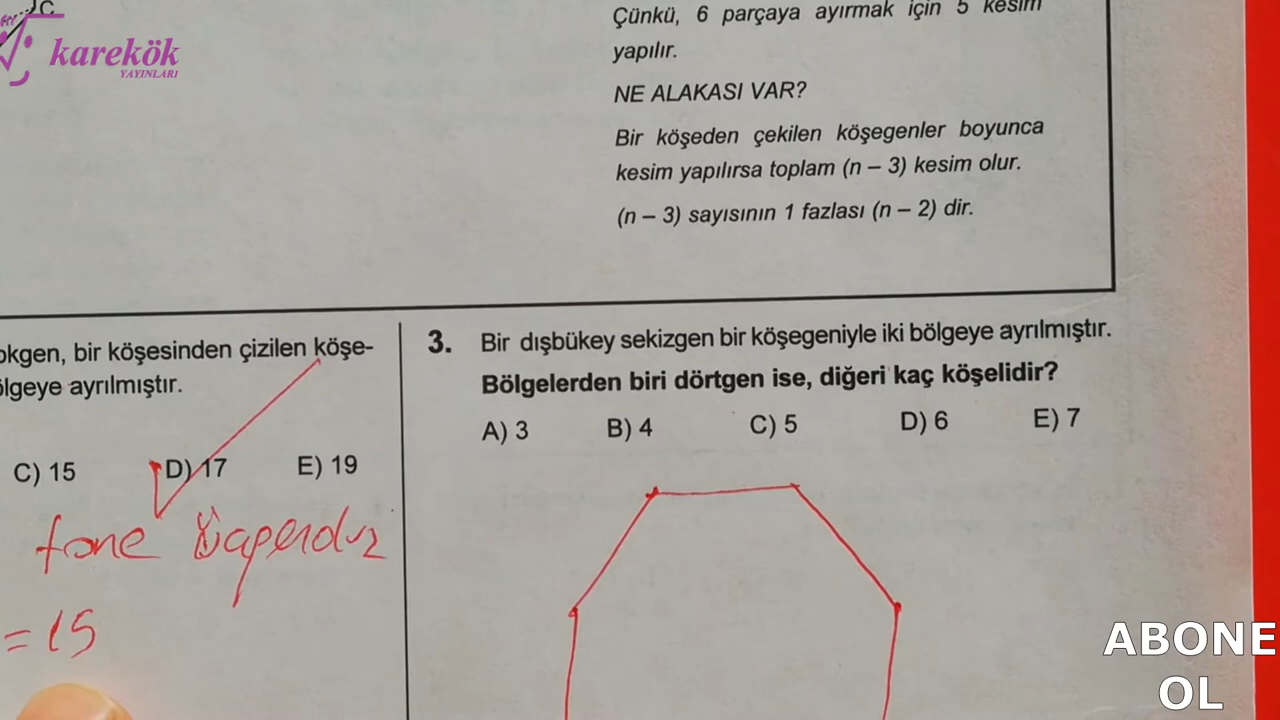 C
karekök
YAYINLARI
Çünkü, 6 parçaya ayırmak için 5 kesim
yapılır.
NE ALAKASI VAR?
Bir köşeden çekilen köşegenler boyunca
kesim yapılırsa toplam (n – 3) kesim olur.
(n – 3) sayısının 1 fazlası (n – 2) dir.
okgen, bir köşesinden çizilen köşe-
ölgeye ayrılmıştır.
C) 15 D) 17 E) 19
tane
= 15
3. Bir dışbükey sekizgen bir köşegeniyle iki bölgeye ayrılmıştır.
Bölgelerden biri dörtgen ise, diğeri kaç köşelidir?
A) 3 B) 4 C) 5 D) 6 E) 7
ABONE
OL